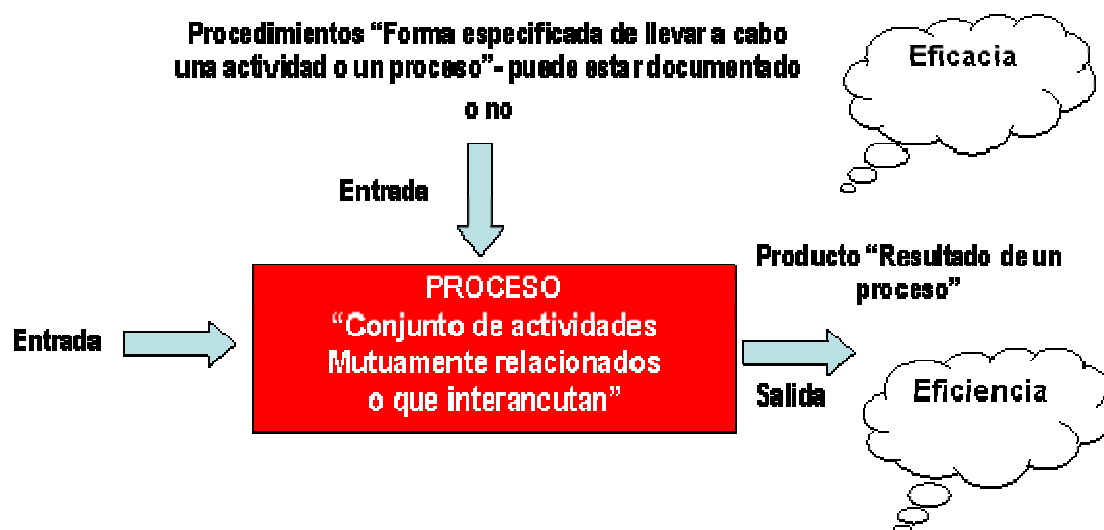 Procedimientos “Forma especificada de llevar a cabo
una actividad o un proceso”- puede estar documentado
o no
Eficacia
Entrada
Producto “Resultado de un
proceso”
PROCESO
“Conjunto de actividades
Mutuamente relacionados
o que interancutan”
Entrada
Salida
Eficiencia